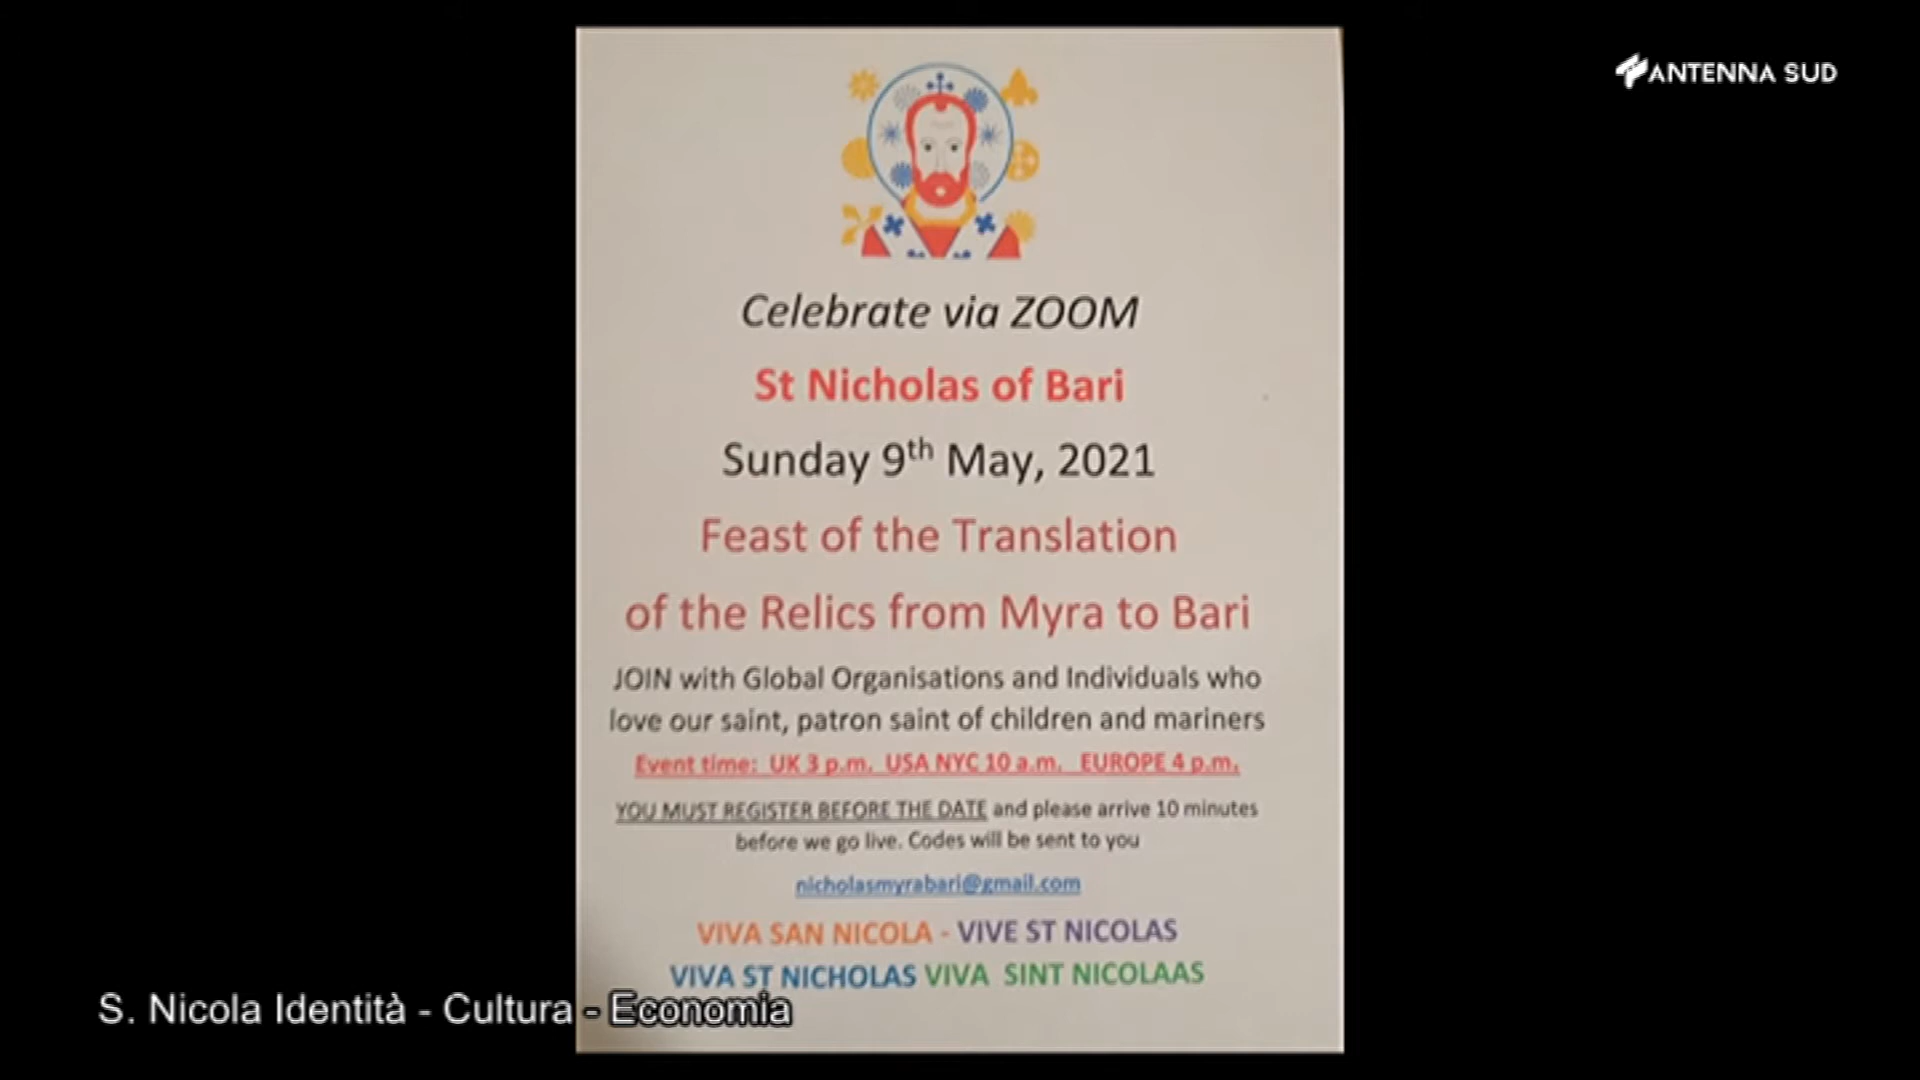 ANTENNA SUD
Celebrate via ZOOM
St Nicholas of Bari
Sunday 9th May, 2021
Feast of the Translation
of the Relics from Myra to Bari
JOIN with Global Organisations and Individuals who
love our saint, patron saint of children and mariners
Event time: UK 3 p.m. USA NYC 10 a.m. EUROPE 4 p.m.
YOU MUST REGISTER BEFORE THE DATE and please arrive 10 minutes
before we go live. Codes will be sent to you
nicholasmyrabari@gmail.com
VIVA SAN NICOLA - VIVE ST NICOLAS
VIVA ST NICHOLAS VIVA SINT NICOLAAS
S. Nicola Identità - Cultura - Economia